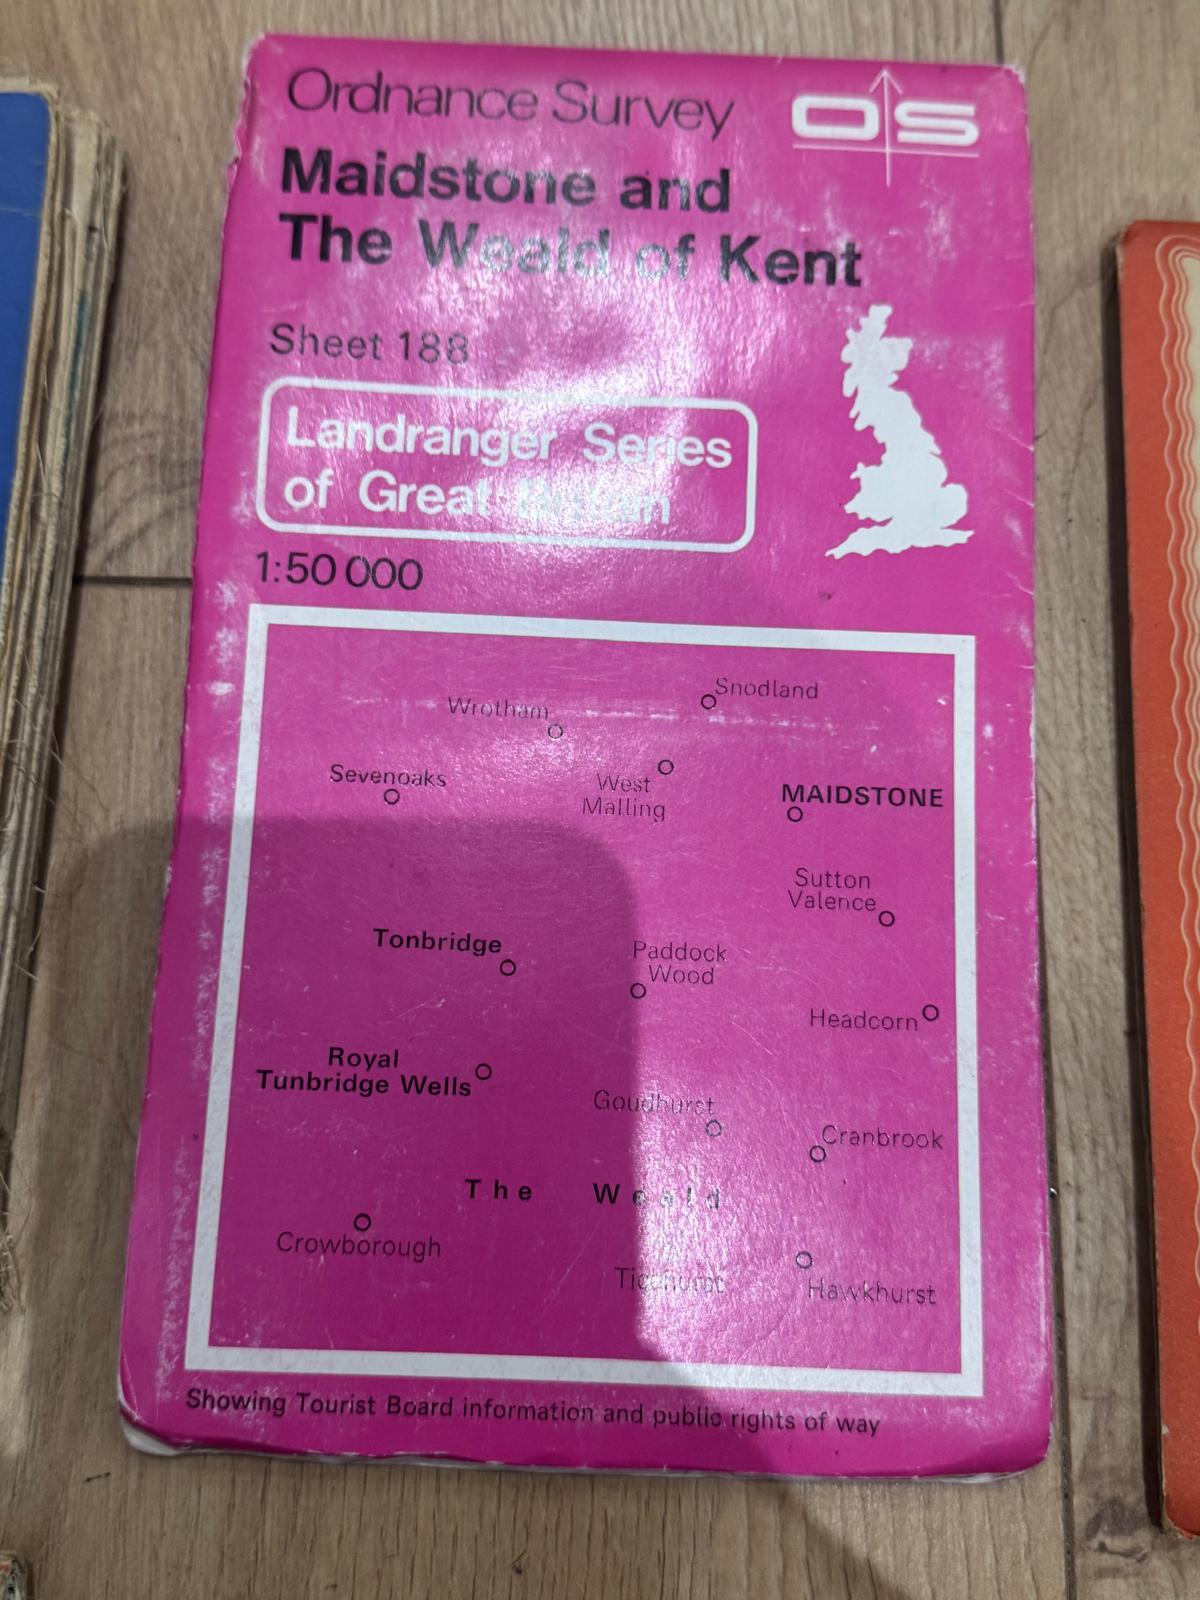 Ordnance Survey
OS
Maidstone and
The Weald of Kent
Sheet 188
Landranger Series
of Great Britain
1:50 000
Snodland
Wrotham
Sevenoaks
West
Malling
MAIDSTONE
Sutton
Valence
Tonbridge
Paddock
Wood
Headcorn
Royal
Tunbridge Wells
Goudhurst
Cranbrook
The Weald
Crowborough
Ticehurst
Hawkhurst
Showing Tourist Board information and public rights of way